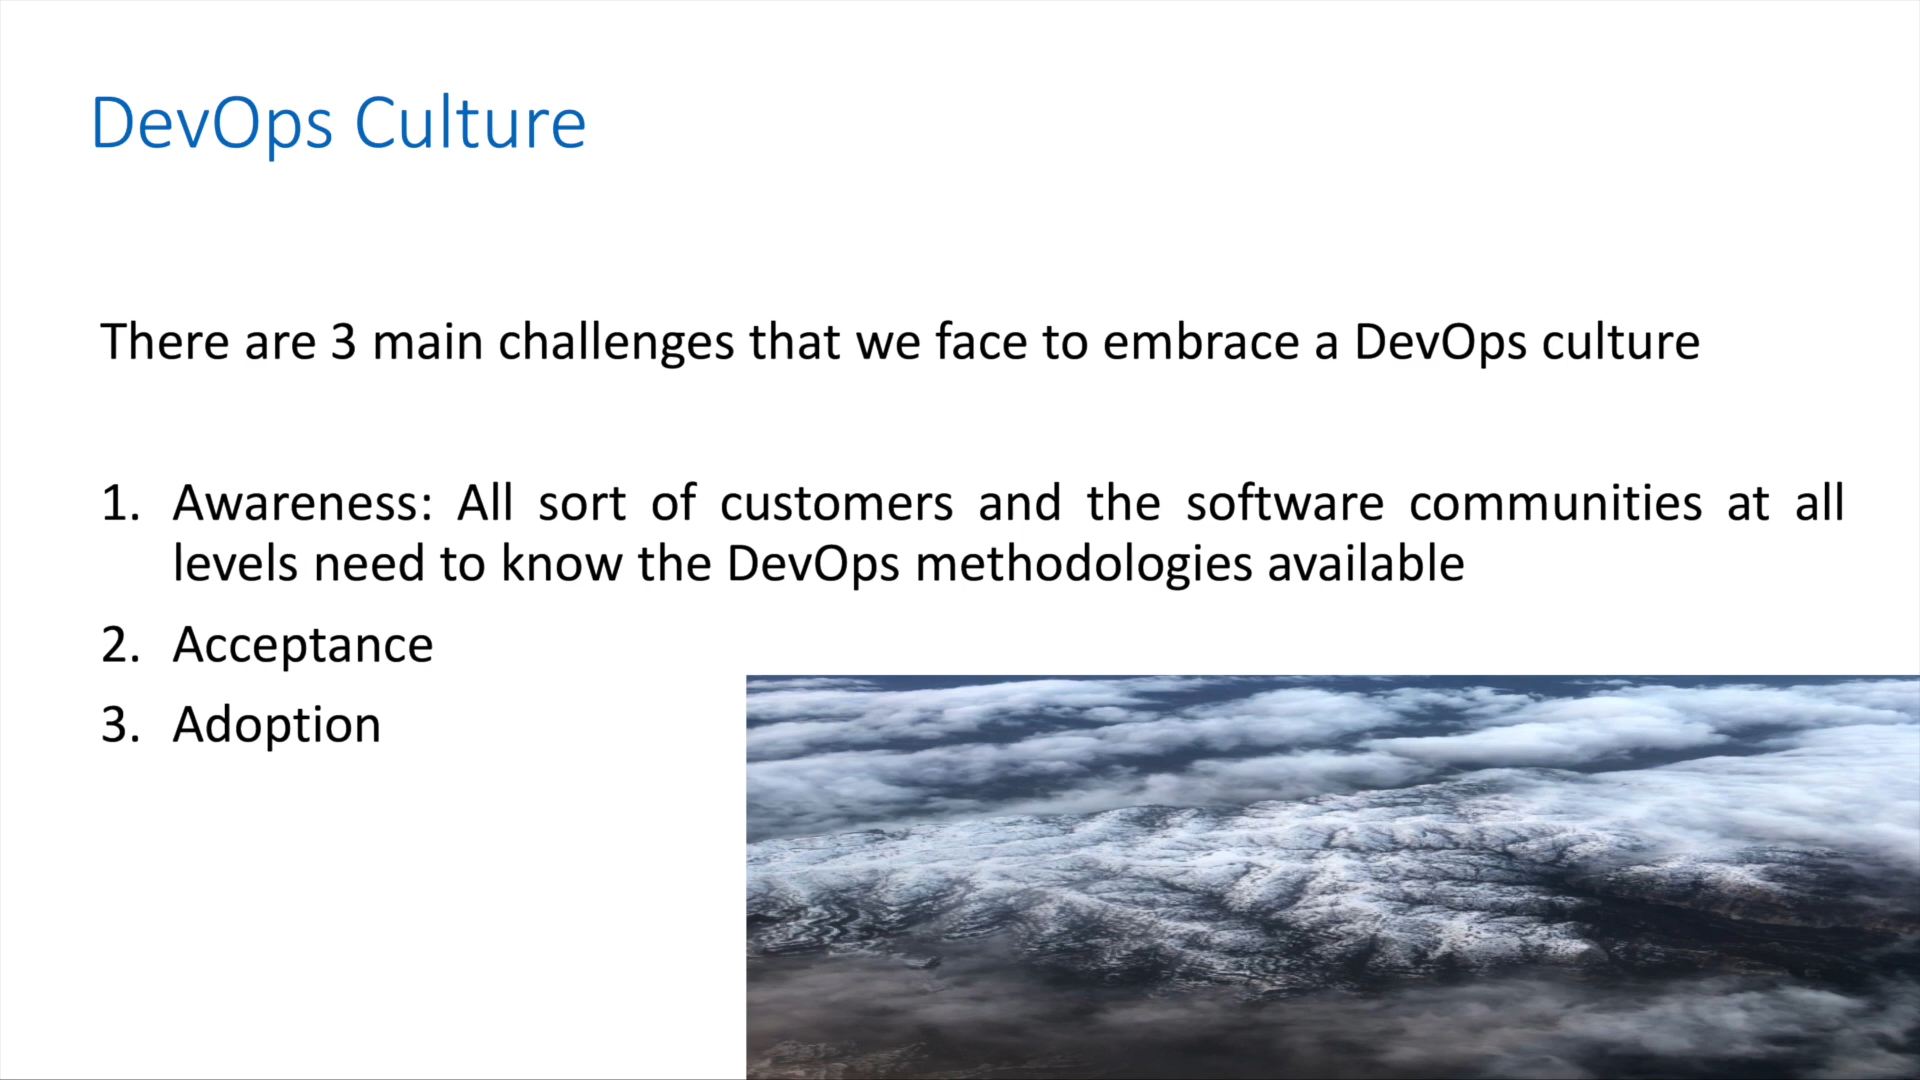 DevOps Culture
There are 3 main challenges that we face to embrace a DevOps culture
1. Awareness: All sort of customers and the software communities at all
levels need to know the DevOps methodologies available
2. Acceptance
3. Adoption